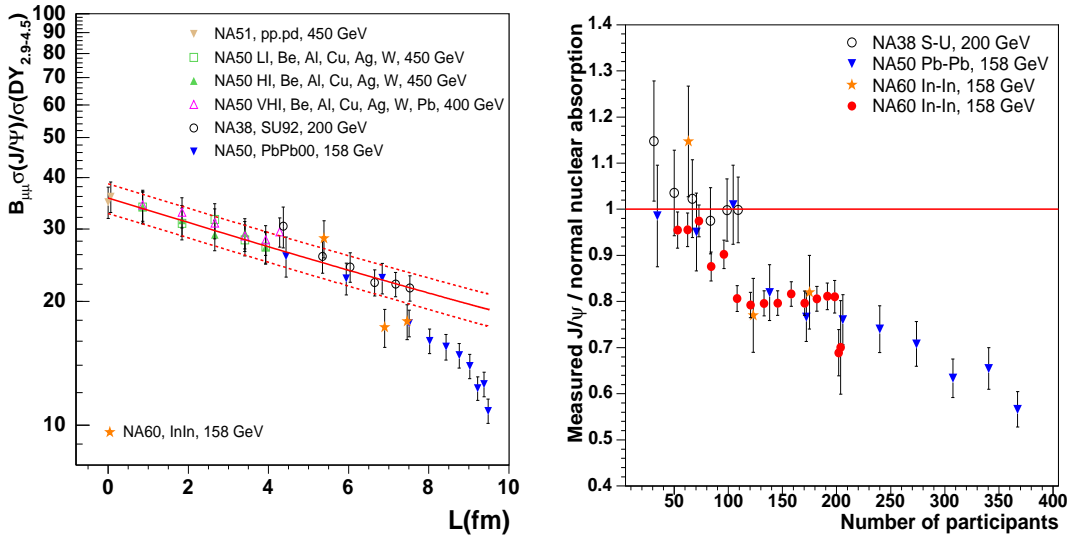 B_μμσ(J/Ψ)/σ(DY_2.9-4.5)
100
90
80
70
60
50
40
30
20
10
NA51, pp.pd, 450 GeV
NA50 LI, Be, Al, Cu, Ag, W, 450 GeV
NA50 HI, Be, Al, Cu, Ag, W, 450 GeV
NA50 VHI, Be, Al, Cu, Ag, W, Pb, 400 GeV
NA38, SU92, 200 GeV
NA50, PbPb00, 158 GeV
NA60, InIn, 158 GeV
0 2 4 6 8 10
L(fm)
Measured J/ψ / normal nuclear absorption
1.4
1.3
1.2
1.1
1
0.9
0.8
0.7
0.6
0.5
0.4
NA38 S-U, 200 GeV
NA50 Pb-Pb, 158 GeV
NA60 In-In, 158 GeV
NA60 In-In, 158 GeV
50 100 150 200 250 300 350 400
Number of participants